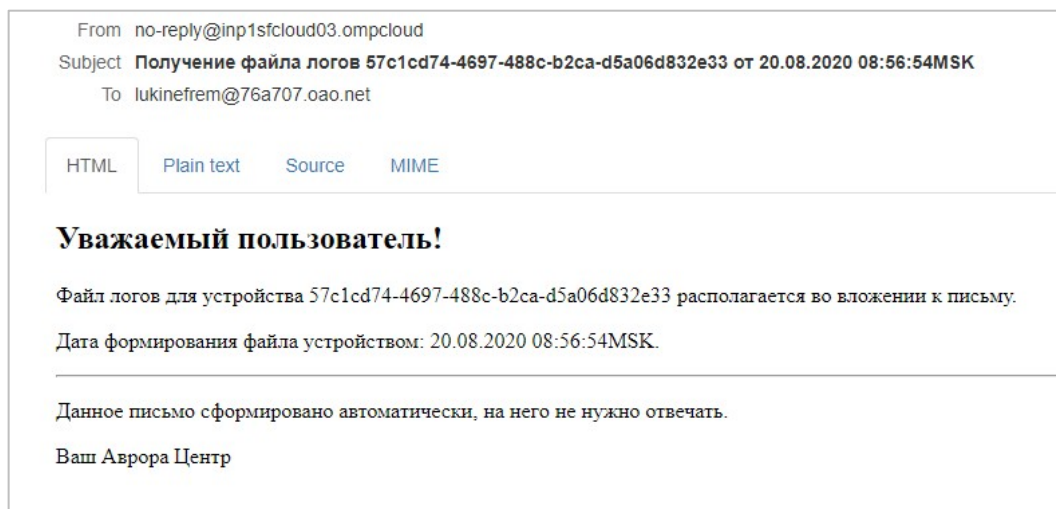 From no-reply@inp1sfcloud03.ompcloud
Subject Получение файла логов 57c1cd74-4697-488c-b2ca-d5a06d832e33 от 20.08.2020 08:56:54MSK
To lukinefrem@76a707.oao.net
HTML Plain text Source MIME
Уважаемый пользователь!
Файл логов для устройства 57c1cd74-4697-488c-b2ca-d5a06d832e33 располагается во вложении к письму.
Дата формирования файла устройством: 20.08.2020 08:56:54MSK.
Данное письмо сформировано автоматически, на него не нужно отвечать.
Ваш Аврора Центр